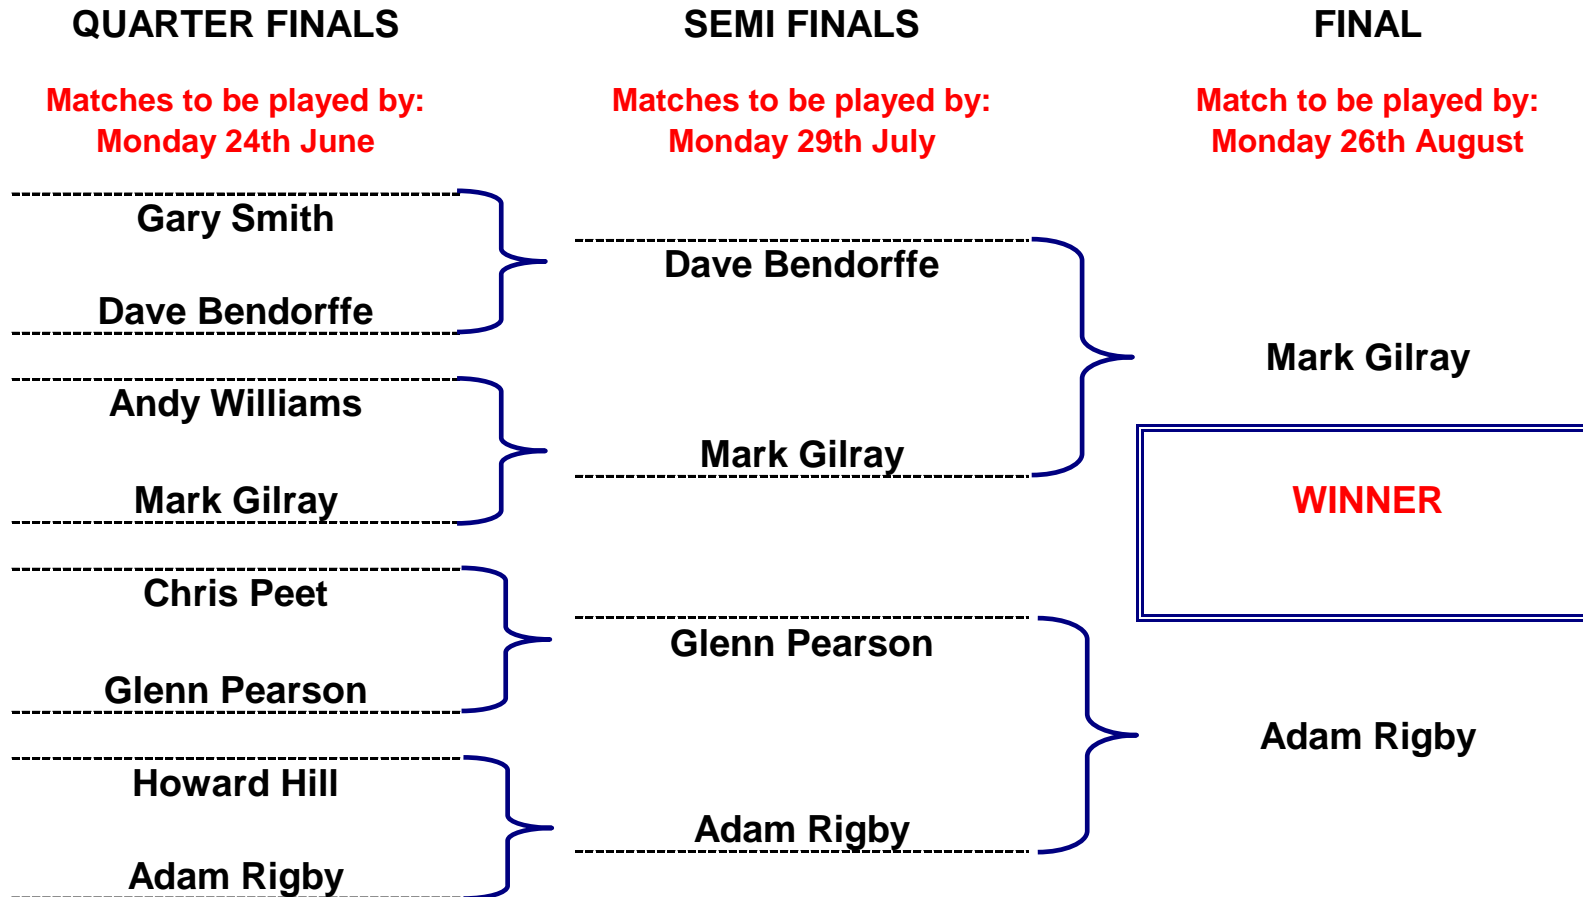 QUARTER FINALS
Matches to be played by:
Monday 24th June
Gary Smith
Dave Bendorffe
Andy Williams
Mark Gilray
Chris Peet
Glenn Pearson
Howard Hill
Adam Rigby
SEMI FINALS
Matches to be played by:
Monday 29th July
Dave Bendorffe
Mark Gilray
Glenn Pearson
Adam Rigby
FINAL
Match to be played by:
Monday 26th August
Mark Gilray
WINNER
Adam Rigby